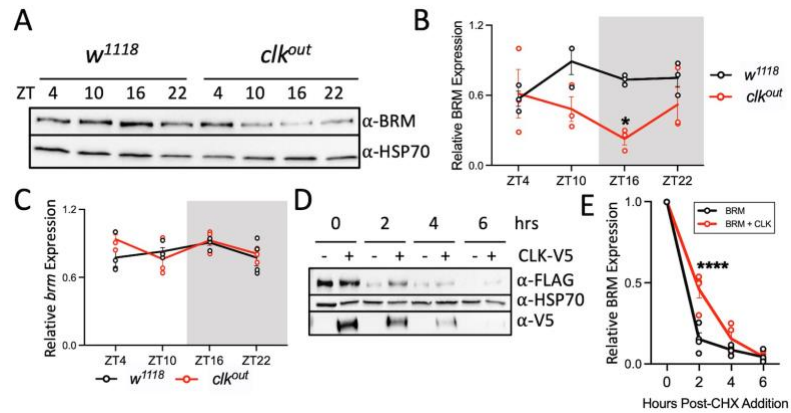 A
w1118 clkout
ZT 4 10 16 22 4 10 16 22
α-BRM
α-HSP70
B
Relative BRM Expression
1.2
0.6
0.0
*
ZT4 ZT10 ZT16 ZT22
w1118
clkout
C
Relative brm Expression
1.2
0.6
0.0
ZT4 ZT10 ZT16 ZT22
w1118 clkout
D
0 2 4 6 hrs
- + - + - + - + CLK-V5
α-FLAG
α-HSP70
α-V5
E
Relative BRM Expression
1.0
0.5
0.0
BRM
BRM + CLK
****
0 2 4 6
Hours Post-CHX Addition